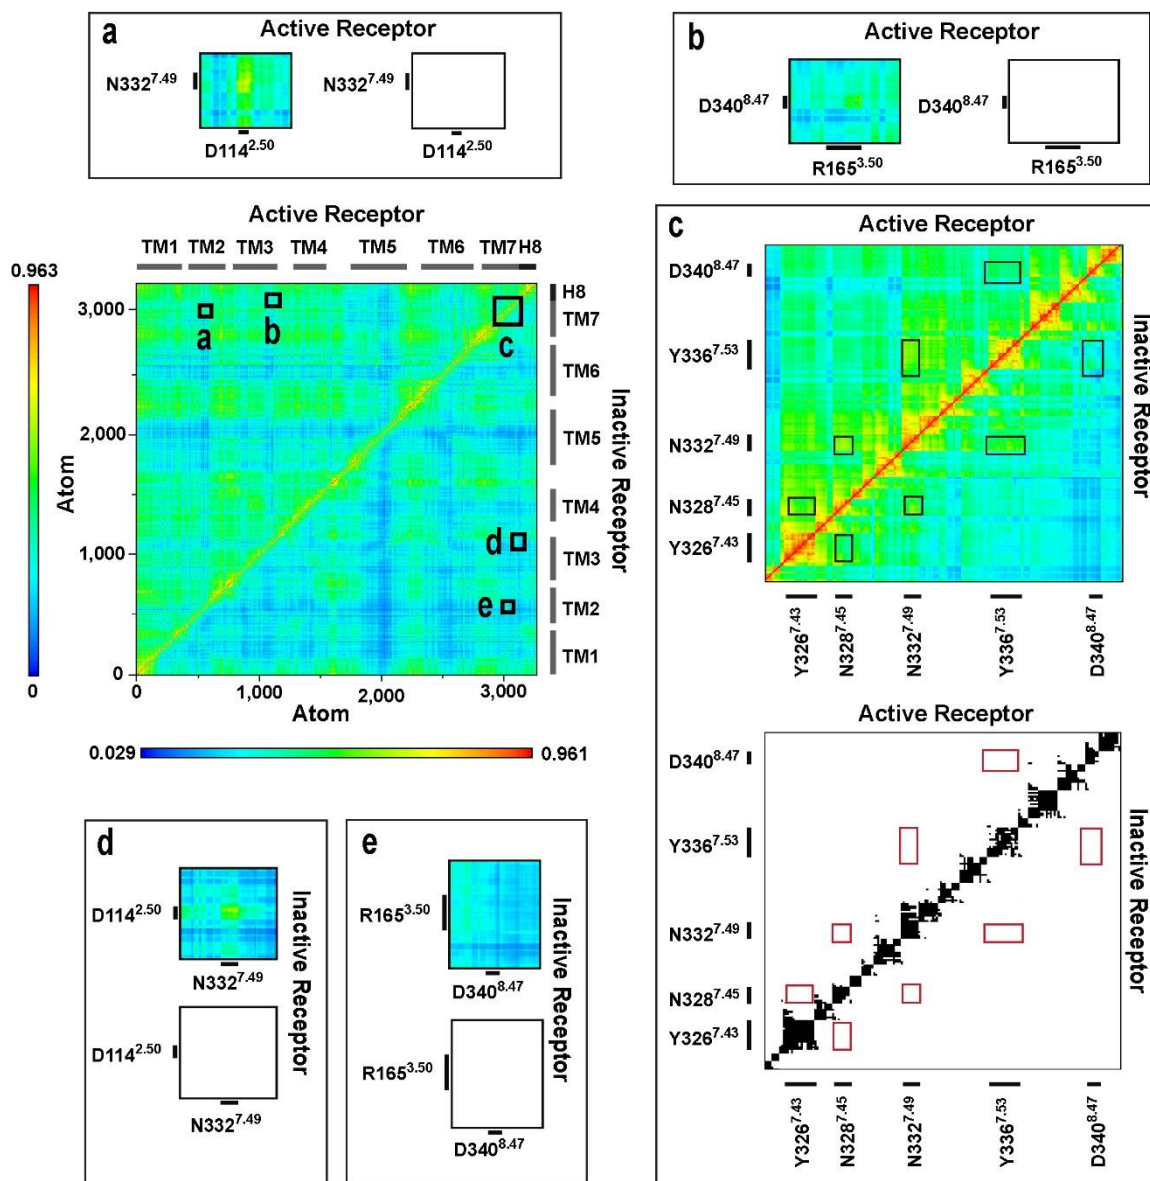 a
Active Receptor
N332^7.49
N332^7.49
D114^2.50
D114^2.50
b
Active Receptor
D340^8.47
D340^8.47
R165^3.50
R165^3.50
Active Receptor
TM1 TM2 TM3 TM4 TM5 TM6 TM7 H8
0.963
0
Atom
3,000
2,000
1,000
0
a
b
c
d
e
H8
TM7
TM6
TM5
TM4
TM3
TM2
TM1
Inactive Receptor
0 1,000 2,000 3,000
Atom
0.029
0.961
c
Active Receptor
D340^8.47
Y336^7.53
N332^7.49
N328^7.45
Y326^7.43
Inactive Receptor
Y326^7.43
N328^7.45
N332^7.49
Y336^7.53
D340^8.47
Active Receptor
D340^8.47
Y336^7.53
N332^7.49
N328^7.45
Y326^7.43
Inactive Receptor
Y326^7.43
N328^7.45
N332^7.49
Y336^7.53
D340^8.47
d
D114^2.50
N332^7.49
D114^2.50
N332^7.49
Inactive Receptor
e
R165^3.50
D340^8.47
R165^3.50
D340^8.47
Inactive Receptor